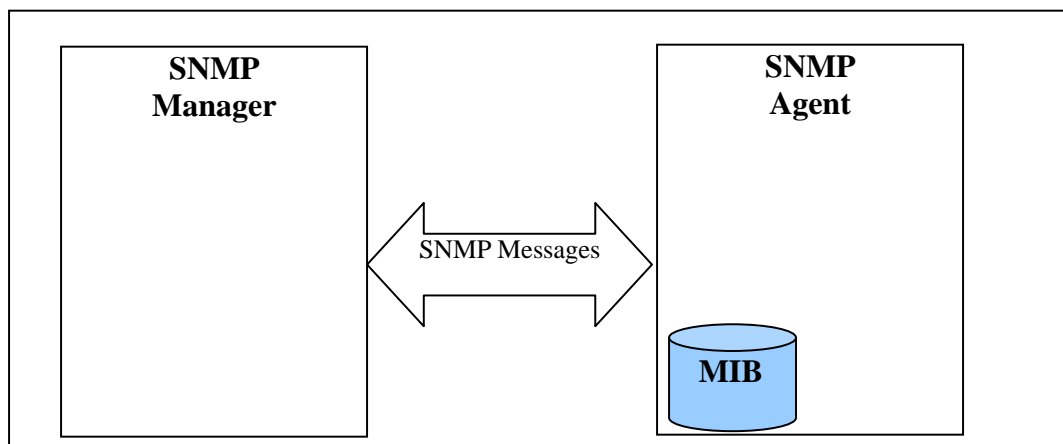 SNMP
Manager
SNMP
Agent
SNMP Messages
MIB